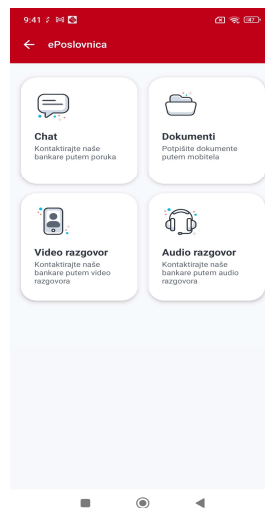 9:41
ePoslovnica
Chat
Kontaktirajte naše
bankare putem poruka
Dokumenti
Potpišite dokumente
putem mobitela
Video razgovor
Kontaktirajte naše
bankare putem video
razgovora
Audio razgovor
Kontaktirajte naše
bankare putem audio
razgovora